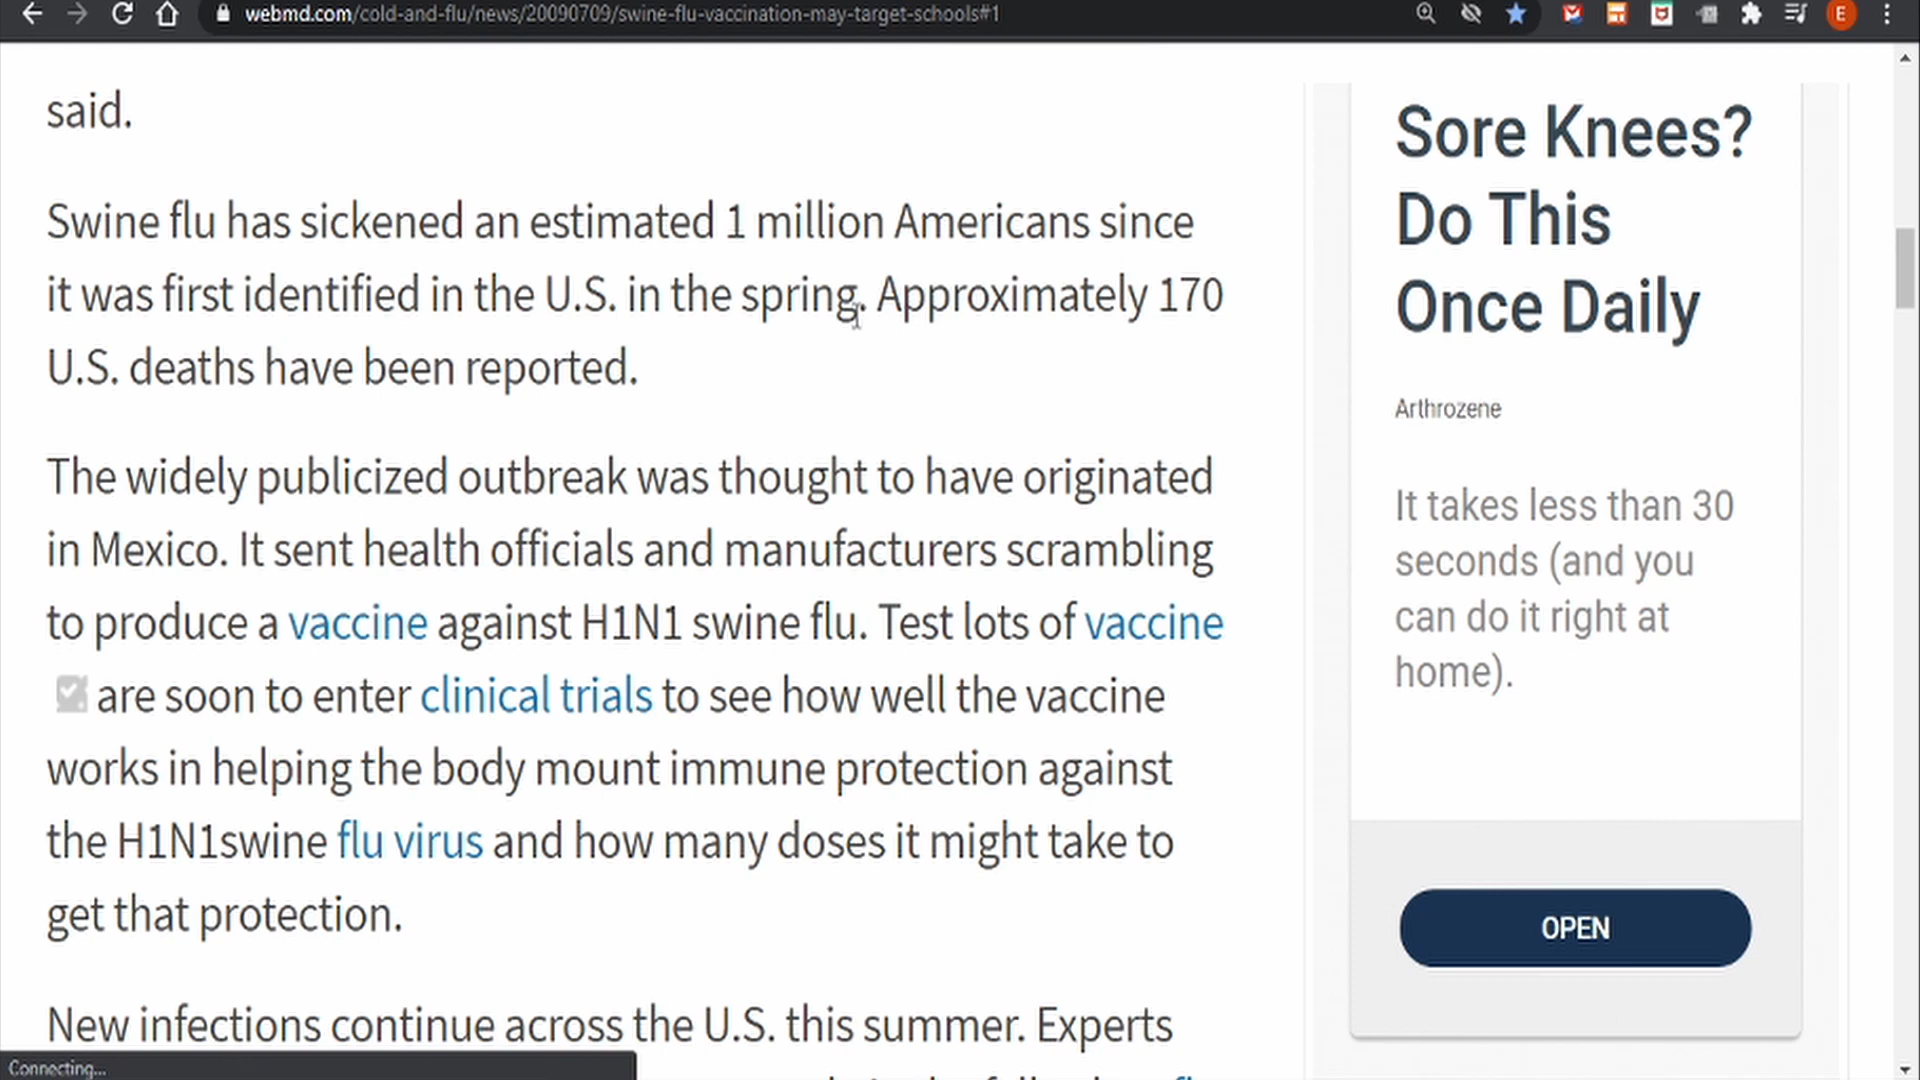 webmd.com/cold-and-flu/news/20090709/swine-flu-vaccination-may-target-schools#1
E
said.
Swine flu has sickened an estimated 1 million Americans since
it was first identified in the U.S. in the spring. Approximately 170
U.S. deaths have been reported.
The widely publicized outbreak was thought to have originated
in Mexico. It sent health officials and manufacturers scrambling
to produce a vaccine against H1N1 swine flu. Test lots of vaccine
are soon to enter clinical trials to see how well the vaccine
works in helping the body mount immune protection against
the H1N1swine flu virus and how many doses it might take to
get that protection.
New infections continue across the U.S. this summer. Experts
Sore Knees?
Do This
Once Daily
Arthrozene
It takes less than 30
seconds (and you
can do it right at
home).
OPEN
Connecting...